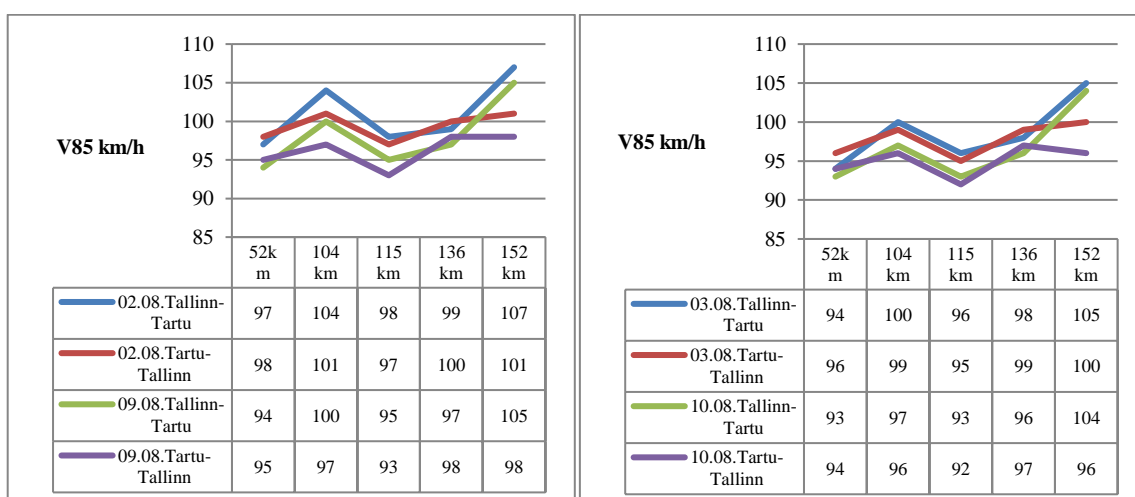 110
105
100
V85 km/h
95
90
85
52k
m
104
km
115
km
136
km
152
km
02.08.Tallinn-
Tartu
97 104 98 99 107
02.08.Tartu-
Tallinn
98 101 97 100 101
09.08.Tallinn-
Tartu
94 100 95 97 105
09.08.Tartu-
Tallinn
95 97 93 98 98
110
105
100
V85 km/h
95
90
85
52k
m
104
km
115
km
136
km
152
km
03.08.Tallinn-
Tartu
94 100 96 98 105
03.08.Tartu-
Tallinn
96 99 95 99 100
10.08.Tallinn-
Tartu
93 97 93 96 104
10.08.Tartu-
Tallinn
94 96 92 97 96